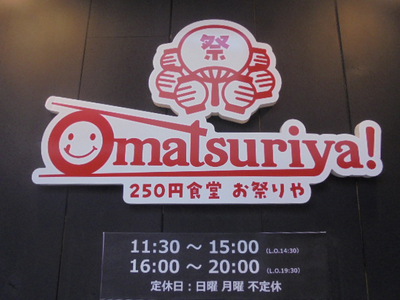 祭
Omatsuriya!
250円食堂 お祭りや
11:30 ～ 15:00 (L.O.14:30)
16:00 ～ 20:00 (L.O.19:30)
定休日：日曜 月曜 不定休